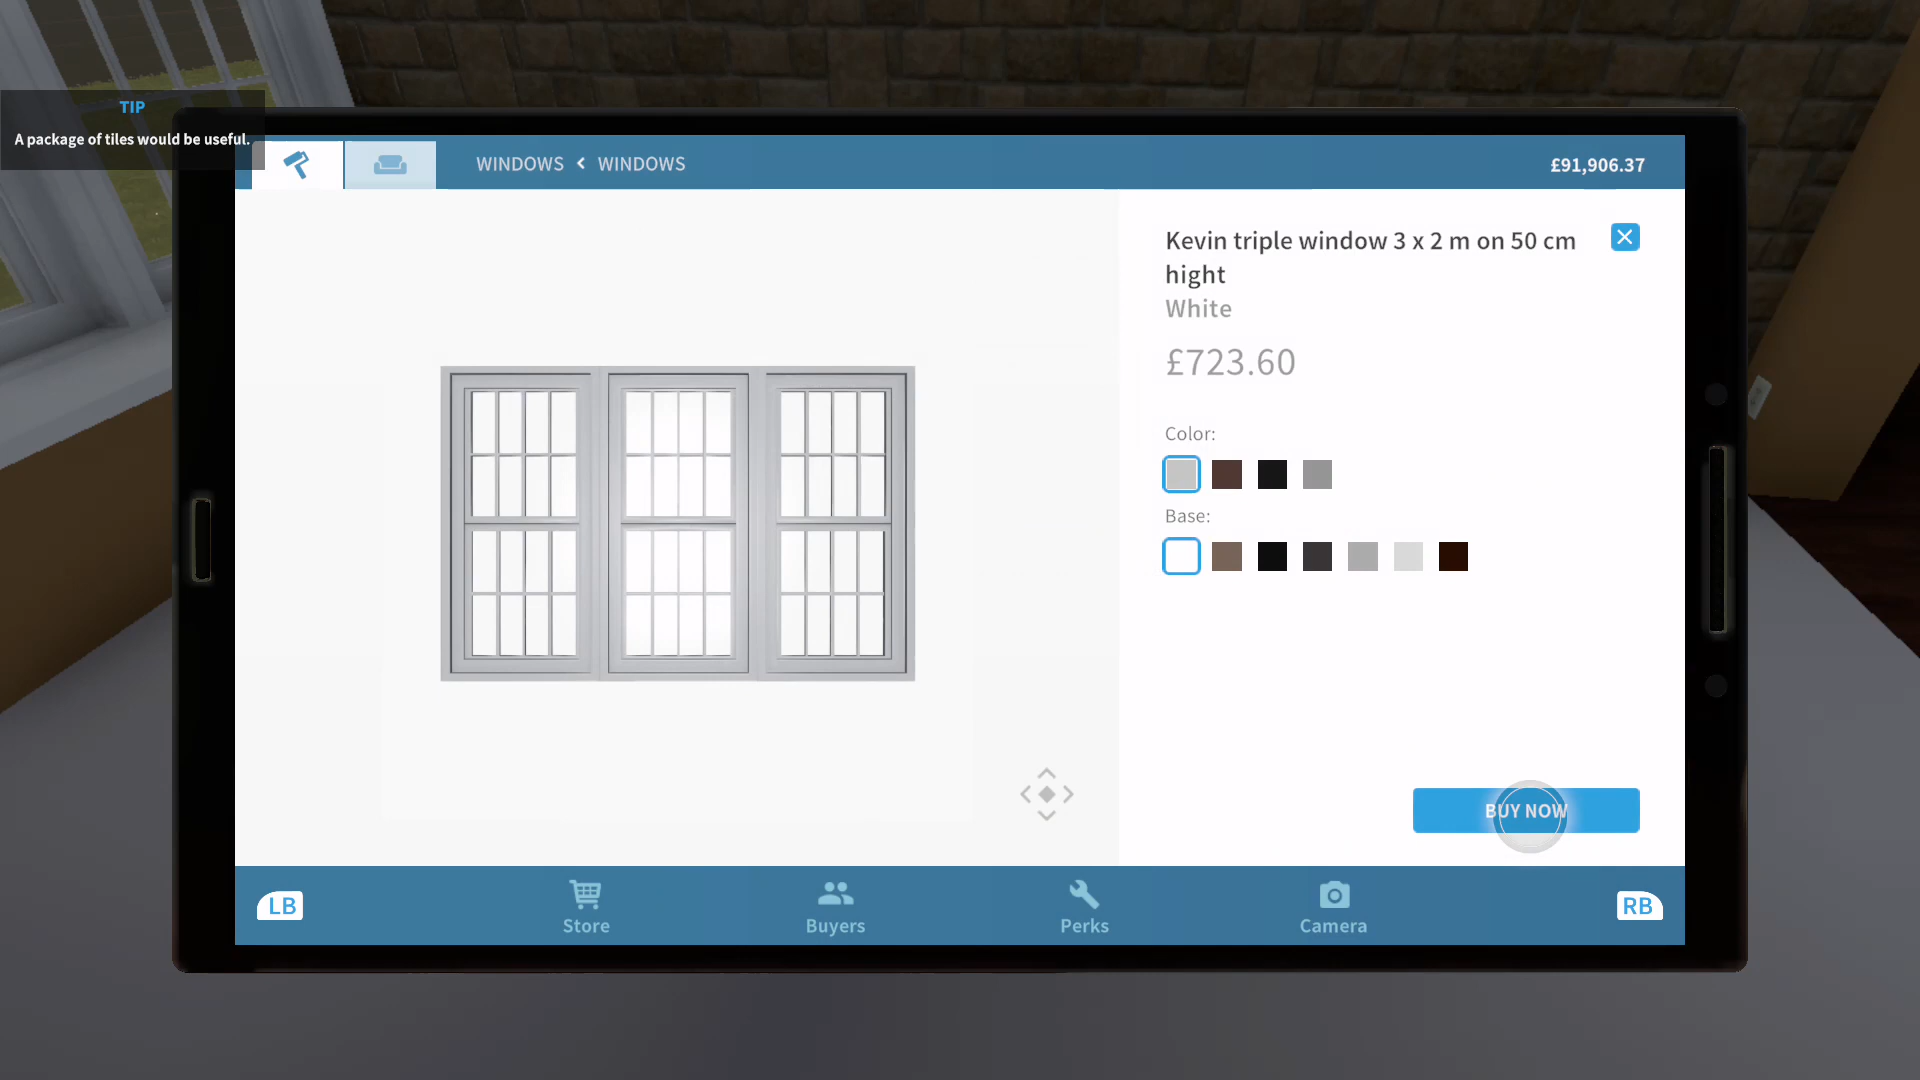 TIP
A package of tiles would be useful.
WINDOWS < WINDOWS
£91,906.37
Kevin triple window 3 x 2 m on 50 cm
hight
White
£723.60
Color:
Base:
BUY NOW
LB
Store
Buyers
Perks
Camera
RB